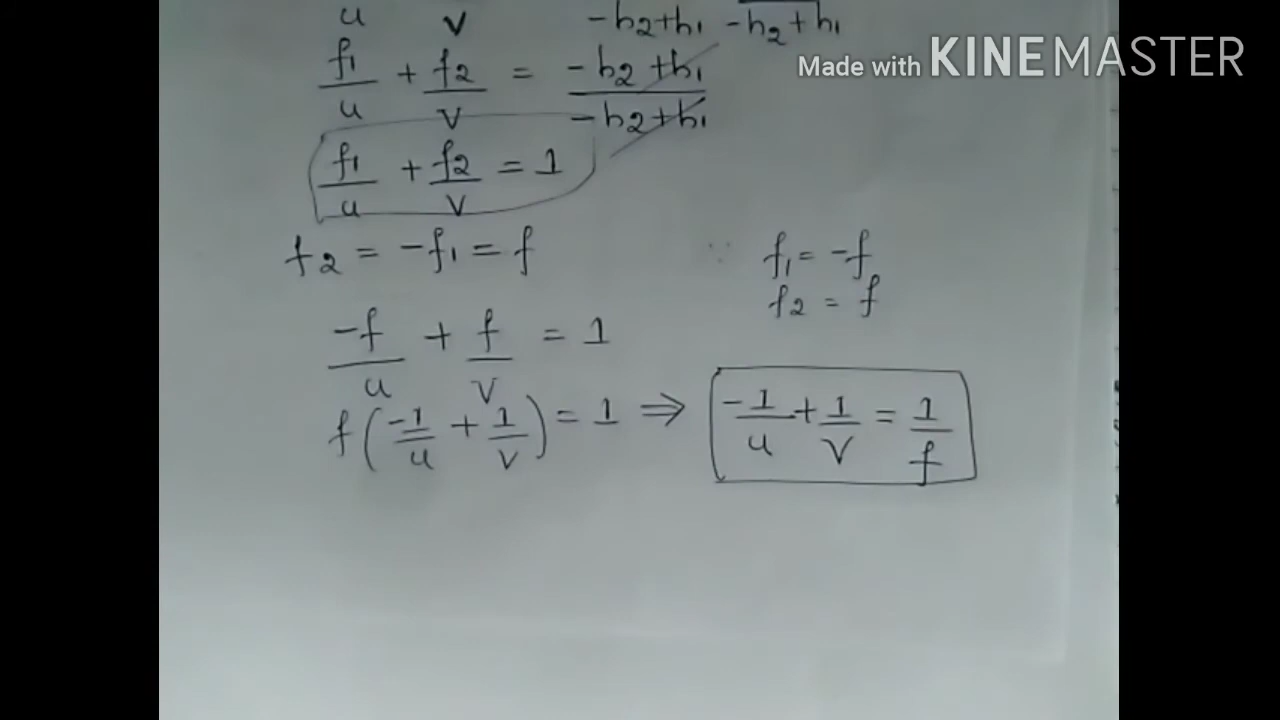 u v -h2+h1 -h2+h1
Made with KINEMASTER
f1/u + f2/v = -h2+h1/-h2+h1
f1/u + f2/v = 1
f2 = -f1 = f ∵ f1 = -f
f2 = f
-f/u + f/v = 1
f(-1/u + 1/v) = 1 ⇒ -1/u + 1/v = 1/f